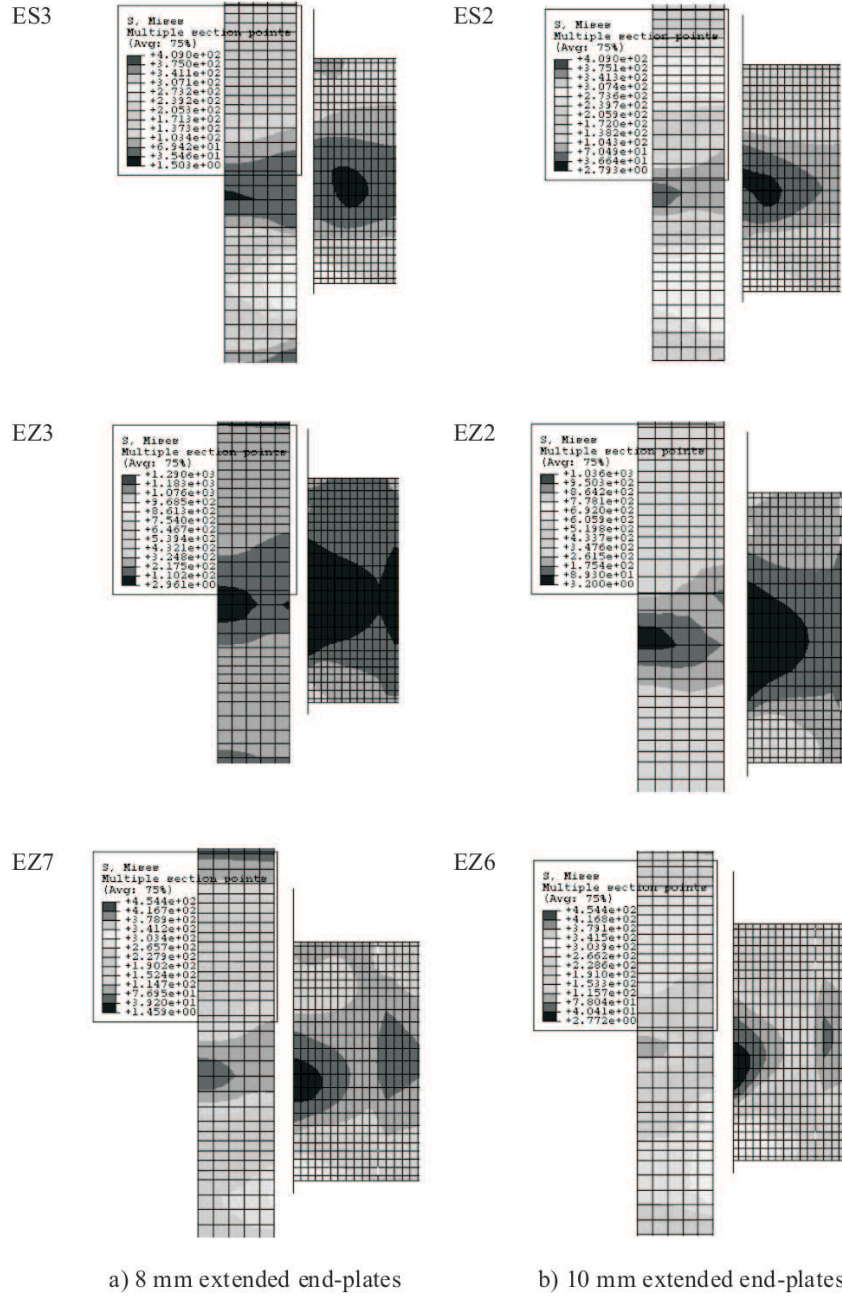 ES3
S, Mises
Multiple section points
(Avg: 75%)
+4.090e+02
+3.750e+02
+3.411e+02
+3.071e+02
+2.732e+02
+2.392e+02
+2.053e+02
+1.713e+02
+1.373e+02
+1.034e+02
+6.942e+01
+3.546e+01
+1.503e+00
ES2
S, Mises
Multiple section points
(Avg: 75%)
+4.090e+02
+3.751e+02
+3.413e+02
+3.074e+02
+2.736e+02
+2.397e+02
+2.059e+02
+1.720e+02
+1.382e+02
+1.043e+02
+7.049e+01
+3.664e+01
+2.793e+00
EZ3
S, Mises
Multiple section points
(Avg: 75%)
+1.290e+03
+1.183e+03
+1.076e+03
+9.685e+02
+8.613e+02
+7.540e+02
+6.467e+02
+5.394e+02
+4.321e+02
+3.248e+02
+2.175e+02
+1.102e+02
+2.961e+00
EZ2
S, Mises
Multiple section points
(Avg: 75%)
+1.036e+03
+9.503e+02
+8.642e+02
+7.781e+02
+6.920e+02
+6.059e+02
+5.198e+02
+4.337e+02
+3.476e+02
+2.615e+02
+1.754e+02
+8.930e+01
+3.200e+00
EZ7
S, Mises
Multiple section points
(Avg: 75%)
+4.544e+02
+4.167e+02
+3.789e+02
+3.412e+02
+3.034e+02
+2.657e+02
+2.279e+02
+1.902e+02
+1.524e+02
+1.147e+02
+7.695e+01
+3.920e+01
+1.459e+00
EZ6
S, Mises
Multiple section points
(Avg: 75%)
+4.544e+02
+4.168e+02
+3.791e+02
+3.415e+02
+3.039e+02
+2.662e+02
+2.286e+02
+1.910e+02
+1.533e+02
+1.157e+02
+7.804e+01
+4.041e+01
+2.772e+00
a) 8 mm extended end-plates
b) 10 mm extended end-plates